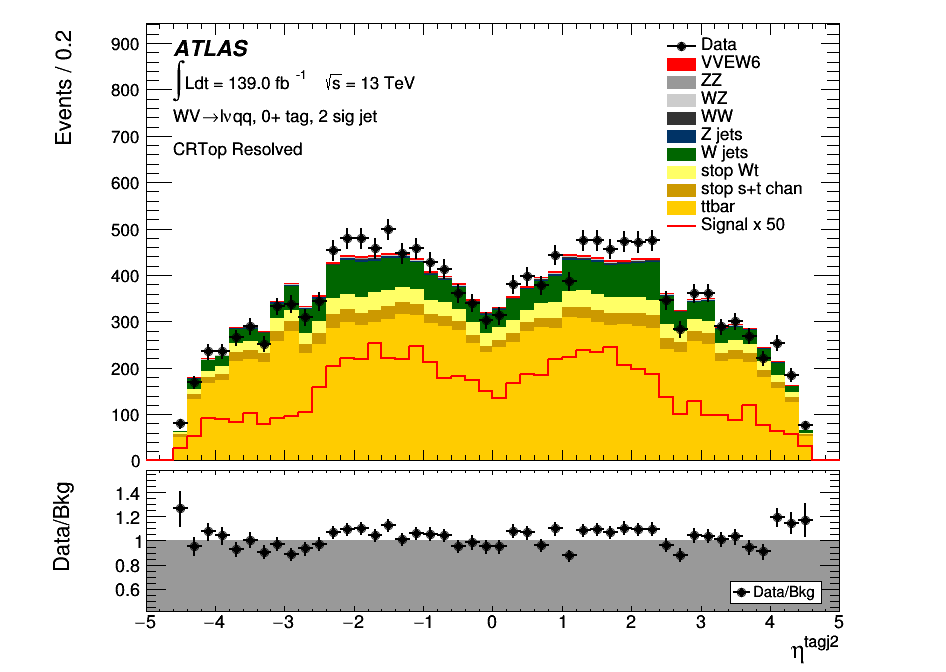 Events / 0.2
900
800
700
600
500
400
300
200
100
0
ATLAS
∫Ldt = 139.0 fb⁻¹ √s = 13 TeV
WV→lνqq, 0+ tag, 2 sig jet
CRTop Resolved
Data
VVEW6
ZZ
WZ
WW
Z jets
W jets
stop Wt
stop s+t chan
ttbar
Signal x 50
Data/Bkg
1.4
1.2
1
0.8
0.6
Data/Bkg
−5 −4 −3 −2 −1 0 1 2 3 4 5
η^tagj2